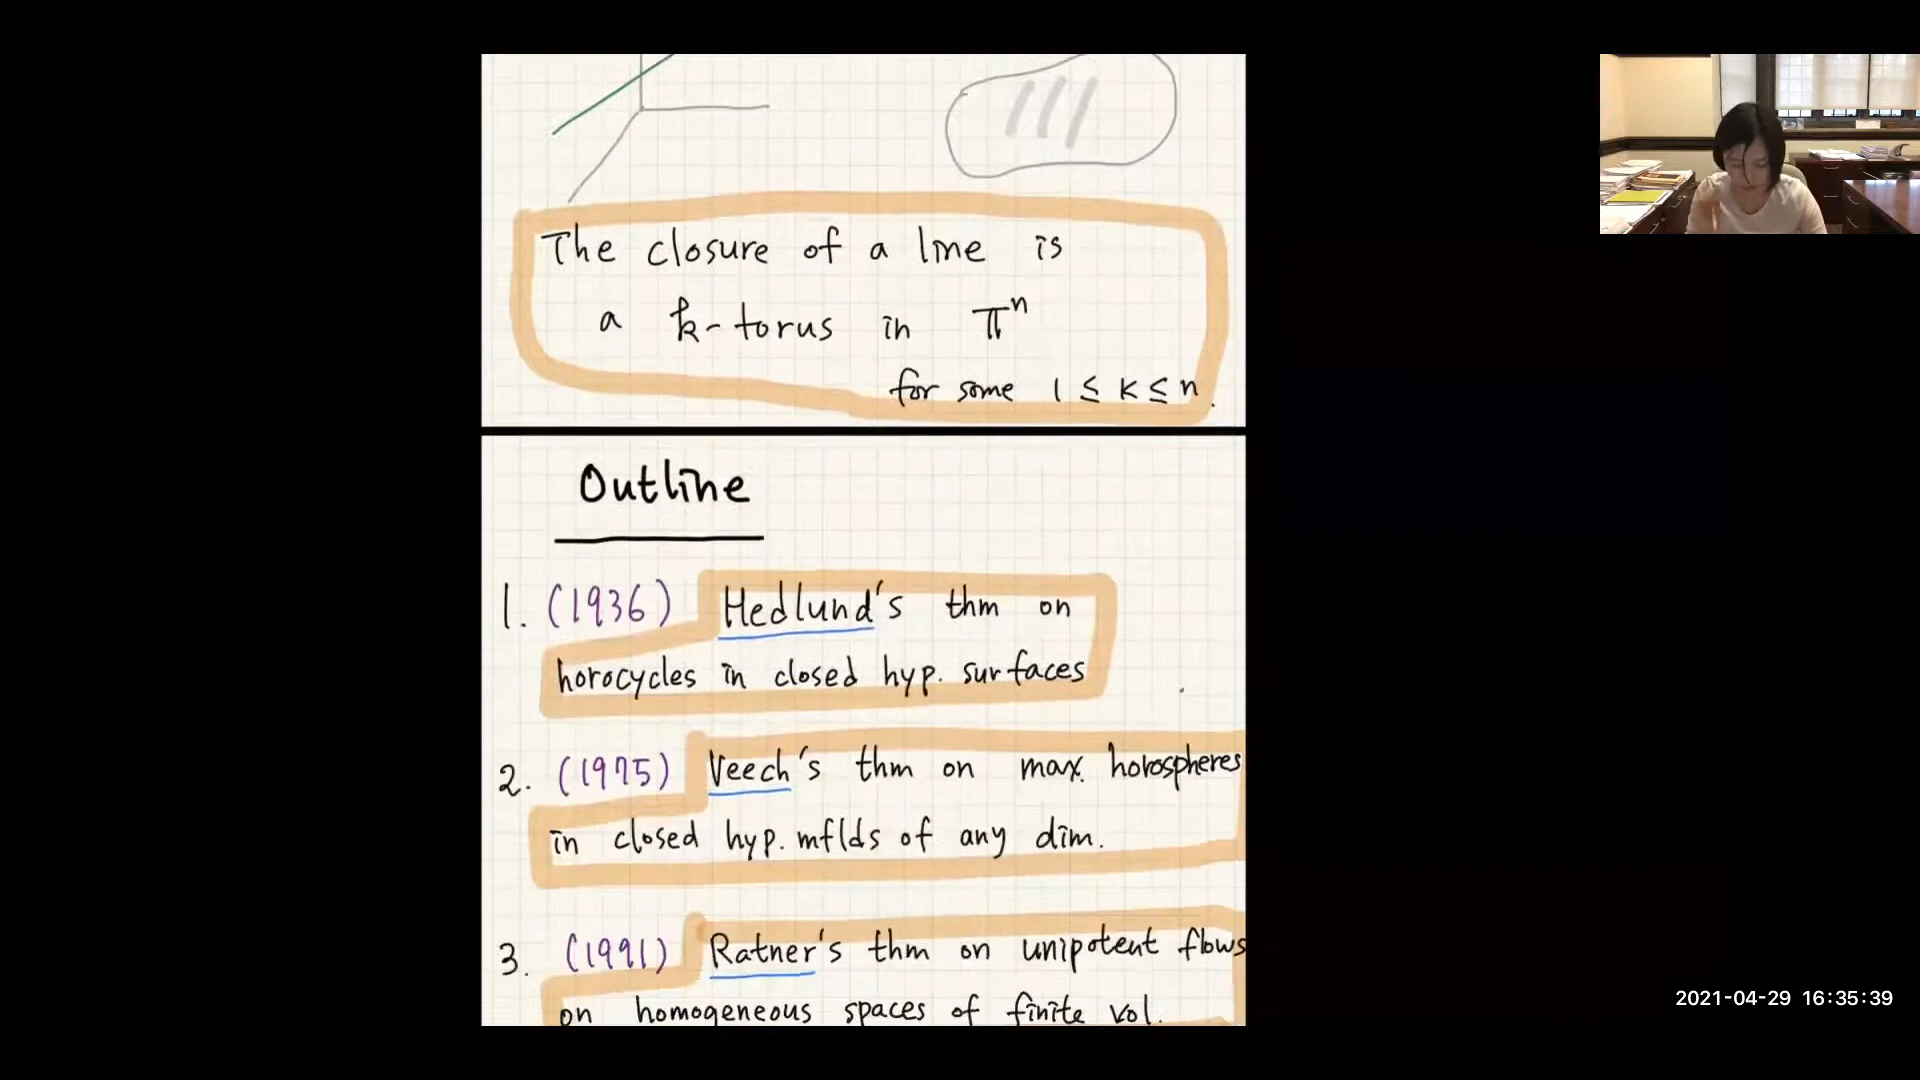 The closure of a line is
a k-torus in 𝕋ⁿ
for some 1 ≤ k ≤ n.
Outline
1. (1936) Hedlund's thm on
horocycles in closed hyp. surfaces
2. (1975) Veech's thm on max. horospheres
in closed hyp. mflds of any dim.
3. (1991) Ratner's thm on unipotent flows
on homogeneous spaces of finite vol.
2021-04-29 16:35:39